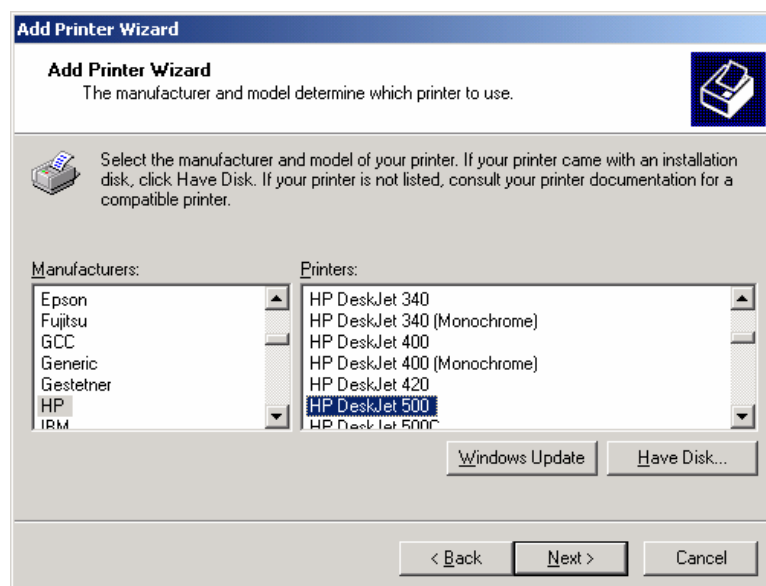 Add Printer Wizard
Add Printer Wizard
The manufacturer and model determine which printer to use.
Select the manufacturer and model of your printer. If your printer came with an installation
disk, click Have Disk. If your printer is not listed, consult your printer documentation for a
compatible printer.
Manufacturers:
Epson
Fujitsu
GCC
Generic
Gestetner
HP
IBM
Printers:
HP DeskJet 340
HP DeskJet 340 (Monochrome)
HP DeskJet 400
HP DeskJet 400 (Monochrome)
HP DeskJet 420
HP DeskJet 500
HP DeskJet 500C
Windows Update
Have Disk...
< Back
Next >
Cancel